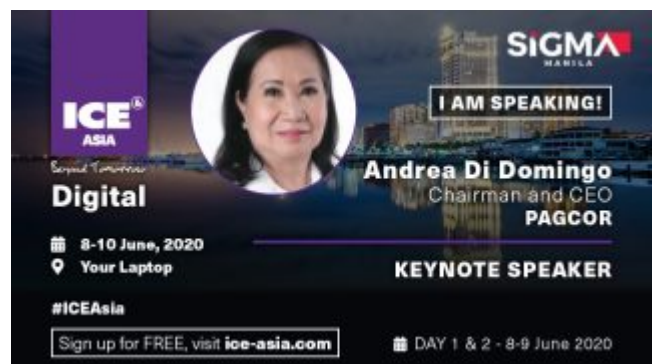 ICE®
ASIA
Beyond Tomorrow
Digital
8-10 June, 2020
Your Laptop
#ICEAsia
Sign up for FREE, visit ice-asia.com
SiGMA
MANILA
I AM SPEAKING!
Andrea Di Domingo
Chairman and CEO
PAGCOR
KEYNOTE SPEAKER
DAY 1 & 2 - 8-9 June 2020